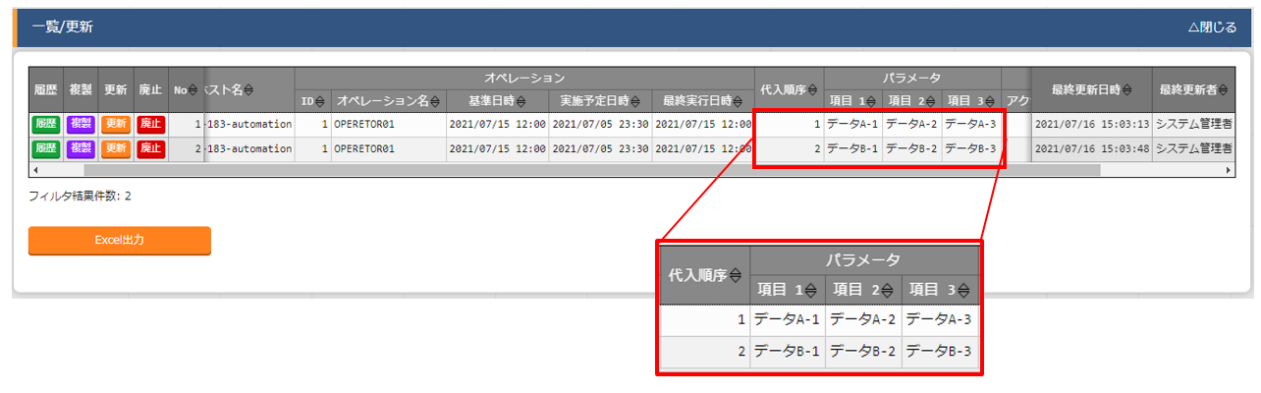 一覧/更新 △閉じる
オペレーション パラメータ
履歴 複製 更新 廃止 No スト名 代入順序 最終更新日時 最終更新者
ID オペレーション名 基準日時 実施予定日時 最終実行日時 項目 1 項目 2 項目 3 アク
履歴 複製 更新 廃止 1 -183-automation 1 OPERETOR01 2021/07/15 12:00 2021/07/05 23:30 2021/07/15 12:00 1 データA-1 データA-2 データA-3 2021/07/16 15:03:13 システム管理者
履歴 複製 更新 廃止 2 -183-automation 1 OPERETOR01 2021/07/15 12:00 2021/07/05 23:30 2021/07/15 12:00 2 データB-1 データB-2 データB-3 2021/07/16 15:03:48 システム管理者
フィルタ結果件数: 2
Excel出力
パラメータ
代入順序
項目 1 項目 2 項目 3
1 データA-1 データA-2 データA-3
2 データB-1 データB-2 データB-3